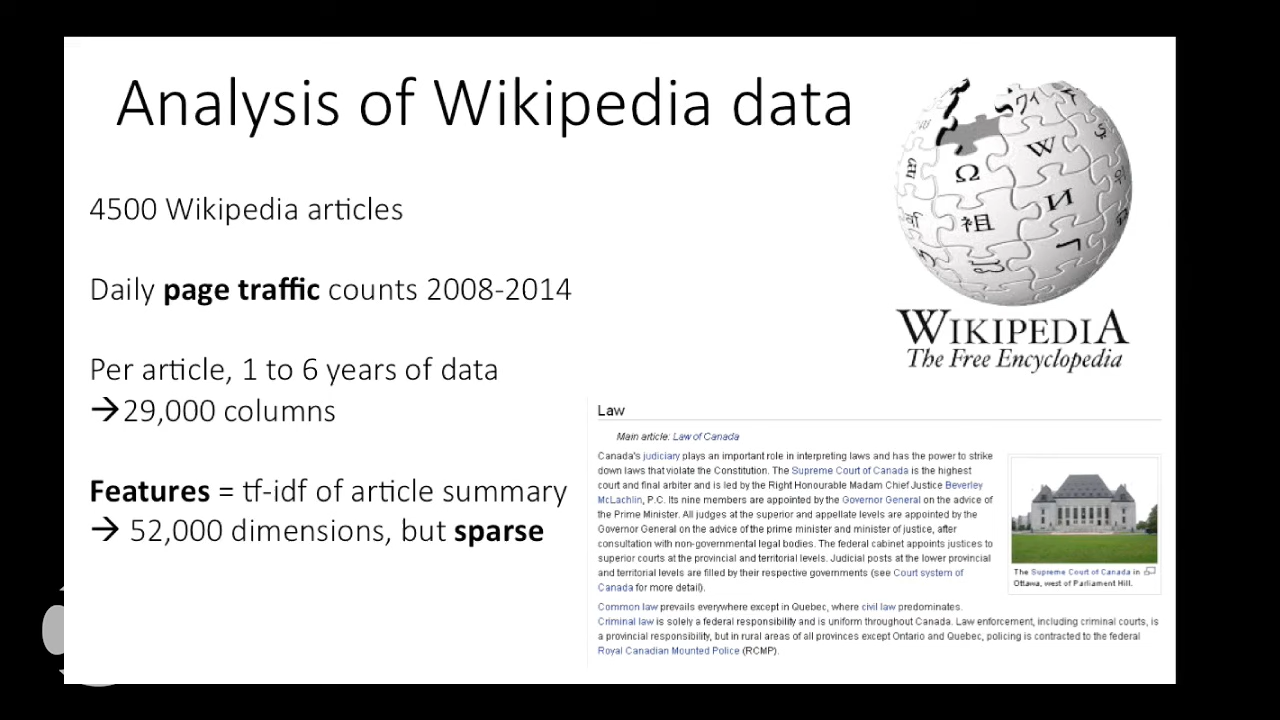 Analysis of Wikipedia data
4500 Wikipedia articles
Daily page traffic counts 2008-2014
Per article, 1 to 6 years of data
→29,000 columns
Features = tf-idf of article summary
→ 52,000 dimensions, but sparse
Ω
W
И
祖
WIKIPEDIA
The Free Encyclopedia
Law
Main article: Law of Canada
Canada's judiciary plays an important role in interpreting laws and has the power to strike
down laws that violate the Constitution. The Supreme Court of Canada is the highest
court and final arbiter and is led by the Right Honourable Madam Chief Justice Beverley
McLachlin, P.C. Its nine members are appointed by the Governor General on the advice of
the Prime Minister. All judges at the superior and appellate levels are appointed by the
Governor General on the advice of the prime minister and minister of justice, after
consultation with non-governmental legal bodies. The federal cabinet appoints justices to
superior courts at the provincial and territorial levels. Judicial posts at the lower provincial
and territorial levels are filled by their respective governments (see Court system of
Canada for more detail).
The Supreme Court of Canada in
Ottawa, west of Parliament Hill.
Common law prevails everywhere except in Quebec, where civil law predominates.
Criminal law is solely a federal responsibility and is uniform throughout Canada. Law enforcement, including criminal courts, is
a provincial responsibility, but in rural areas of all provinces except Ontario and Quebec, policing is contracted to the federal
Royal Canadian Mounted Police (RCMP).